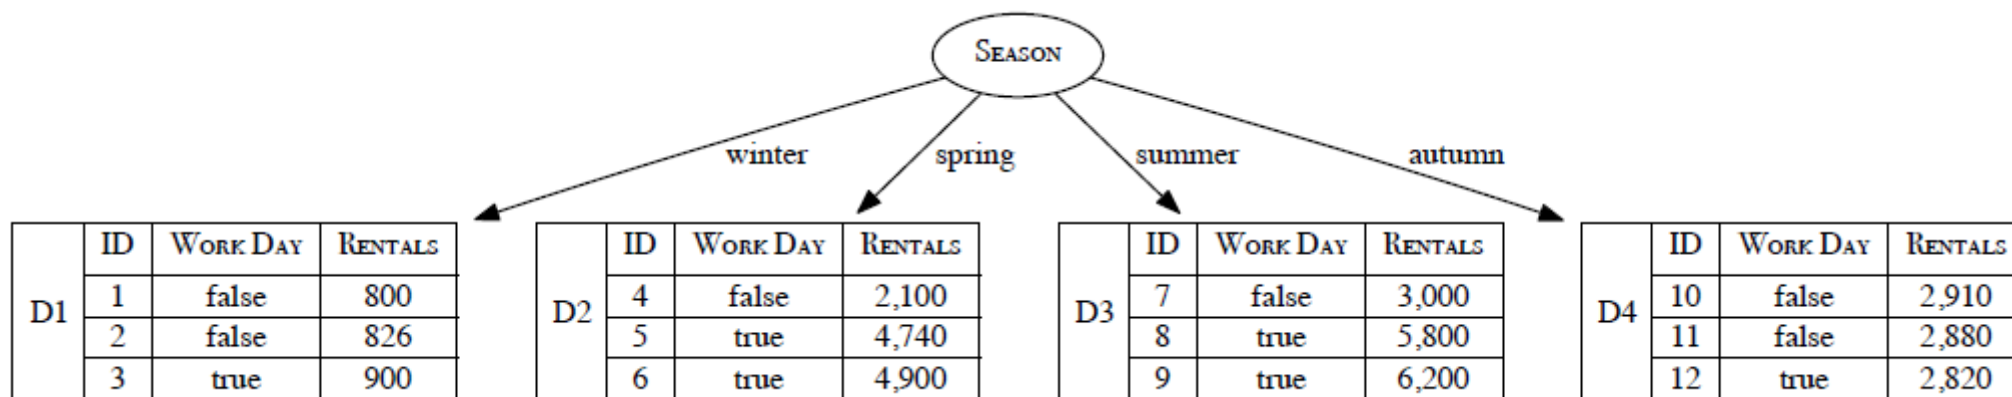 SEASON
winter spring summer autumn
ID WORK DAY RENTALS ID WORK DAY RENTALS ID WORK DAY RENTALS ID WORK DAY RENTALS
D1 1 false 800 D2 4 false 2,100 D3 7 false 3,000 D4 10 false 2,910
2 false 826 5 true 4,740 8 true 5,800 11 false 2,880
3 true 900 6 true 4,900 9 true 6,200 12 true 2,820